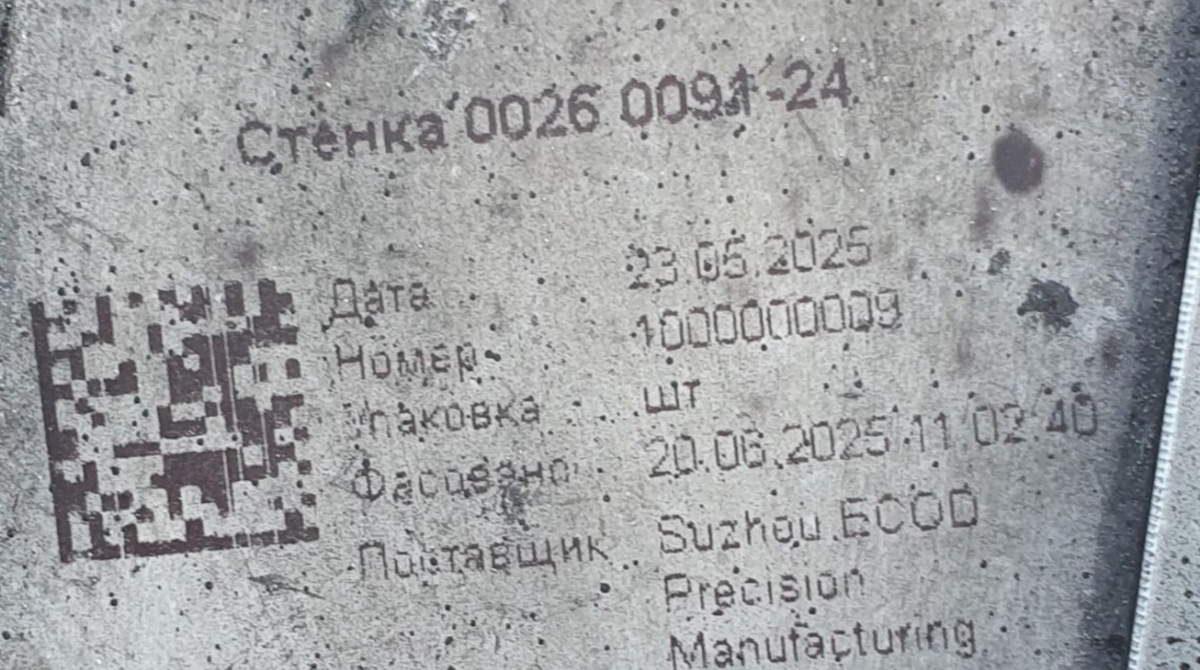 Стенка 0026 0091-24
Дата 23.05.2025
Номер 1000000009
Упаковка шт
Фасовано 20.06.2025 11:02:40
Поставщик Suzhou ECOD
Precision
Manufacturing